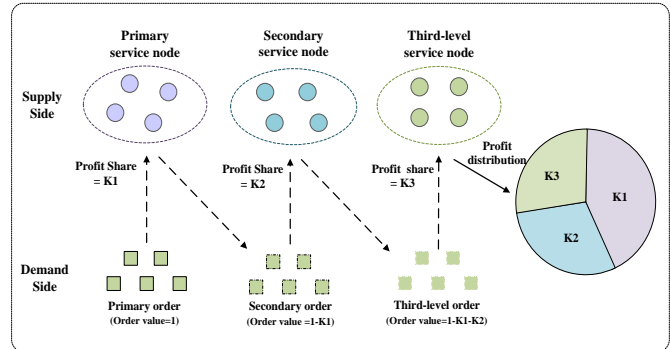 Primary
service node
Secondary
service node
Third-level
service node
Supply
Side
Profit Share
= K1
Profit Share
=K2
Profit share
=K3
Profit
distribution
K3
K1
K2
Demand
Side
Primary order
(Order value=1)
Secondary order
(Order value =1-K1)
Third-level order
(Order value=1-K1-K2)